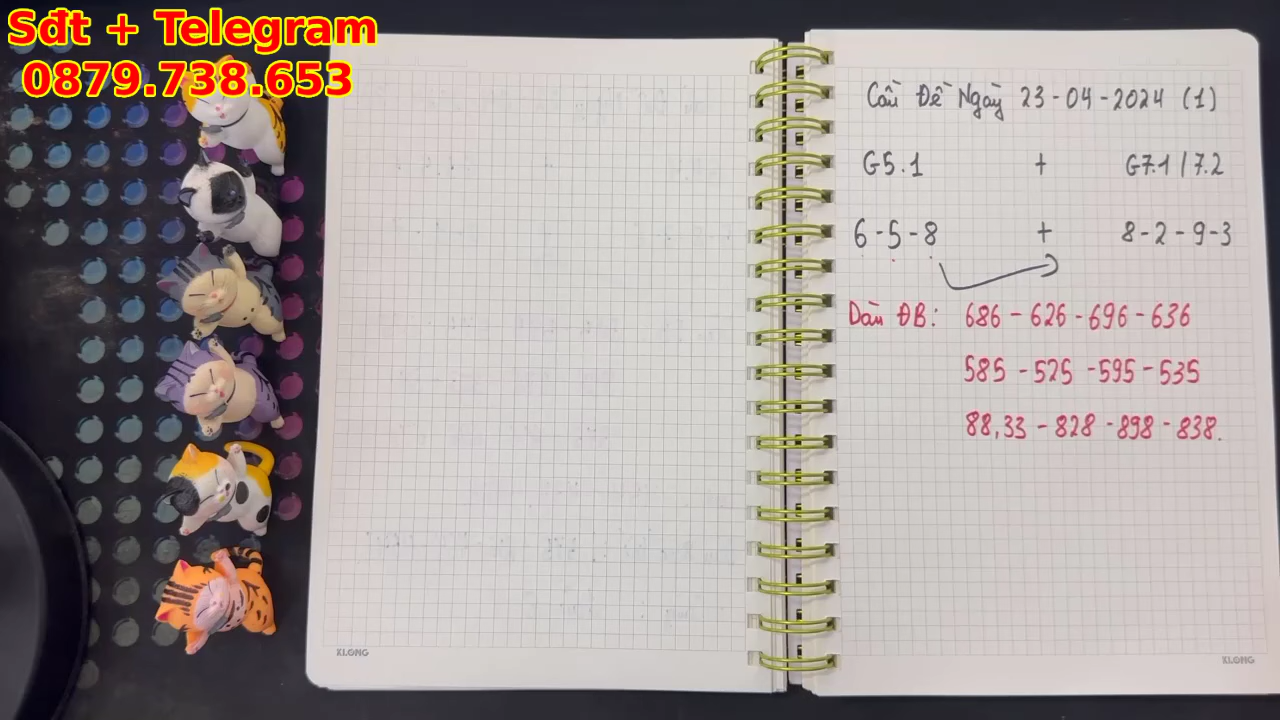 Sđt + Telegram
0879.738.653
Cầu Đề Ngày 23-04-2024 (1)
G5.1 + G7.1/7.2
6-5-8 + 8-2-9-3
Dàn ĐB: 686 - 626 - 696 - 636
585 - 525 - 595 - 535
88,33 - 828 - 898 - 838.
KLONG
KLONG